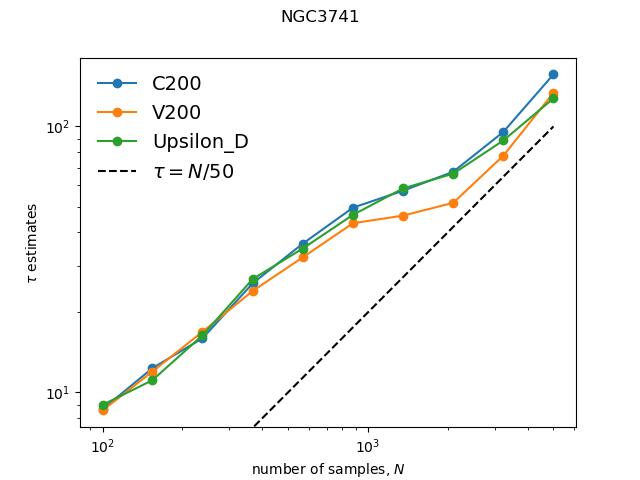 NGC3741
C200
V200
Upsilon_D
τ = N/50
10²
10¹
τ estimates
10²
10³
number of samples, N